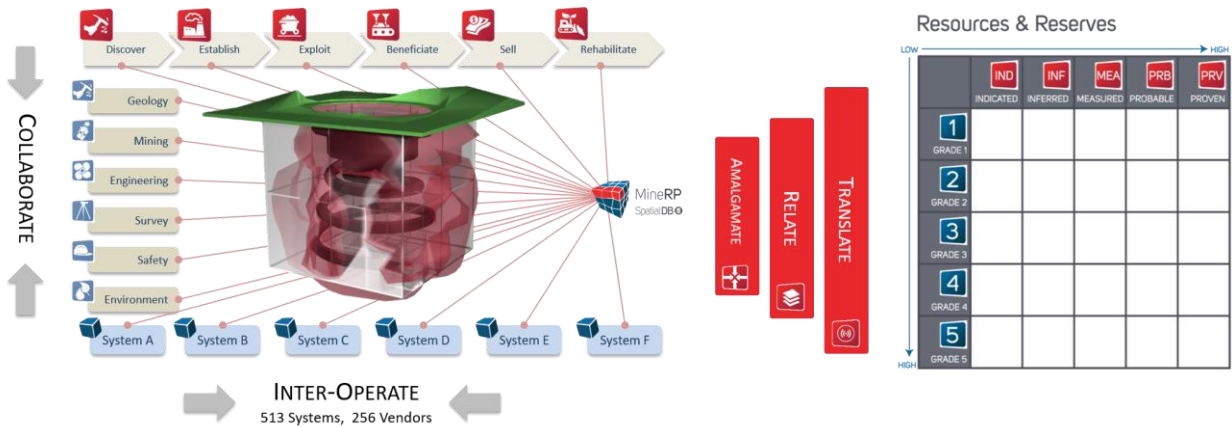 Discover
Establish
Exploit
Beneficiate
Sell
Rehabilitate
COLLABORATE
Geology
Mining
Engineering
Survey
Safety
Environment
MineRP
SpatialDB
System A
System B
System C
System D
System E
System F
INTER-OPERATE
513 Systems, 256 Vendors
AMALGAMATE
RELATE
TRANSLATE
Resources & Reserves
LOW
HIGH
IND
INF
MEA
PRB
PRV
INDICATED
INFERRED
MEASURED
PROBABLE
PROVEN
1
GRADE 1
2
GRADE 2
3
GRADE 3
4
GRADE 4
5
GRADE 5
HIGH